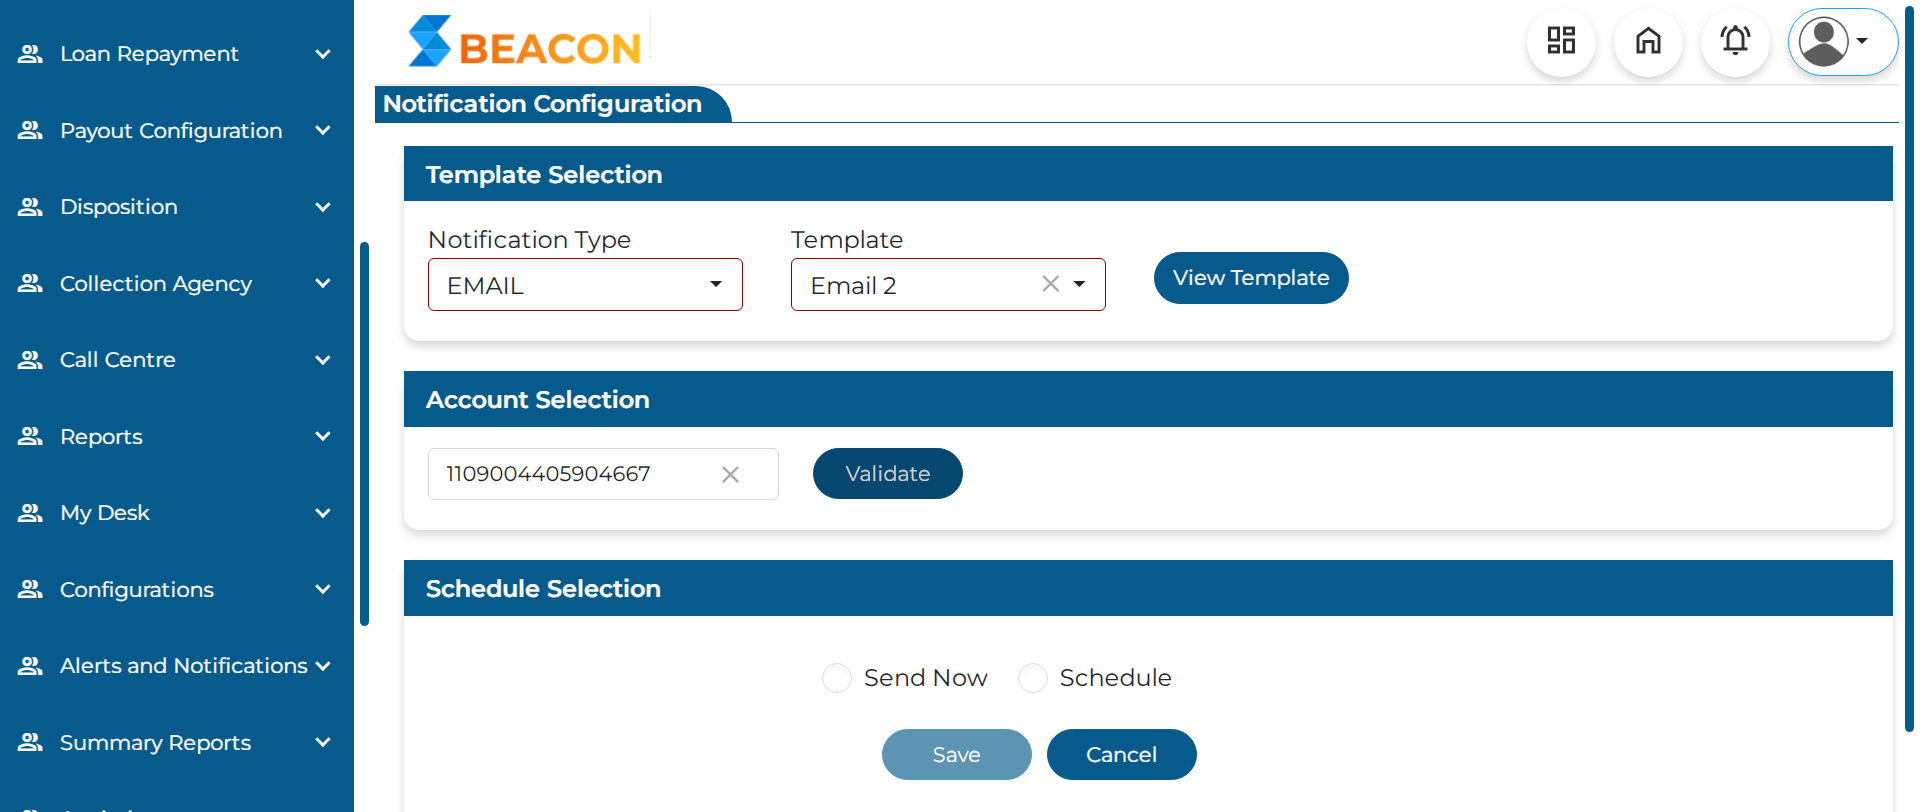 Loan Repayment
Payout Configuration
Disposition
Collection Agency
Call Centre
Reports
My Desk
Configurations
Alerts and Notifications
Summary Reports
BEACON
Notification Configuration
Template Selection
Notification Type
Template
EMAIL
Email 2
View Template
Account Selection
1109004405904667
Validate
Schedule Selection
Send Now
Schedule
Save
Cancel